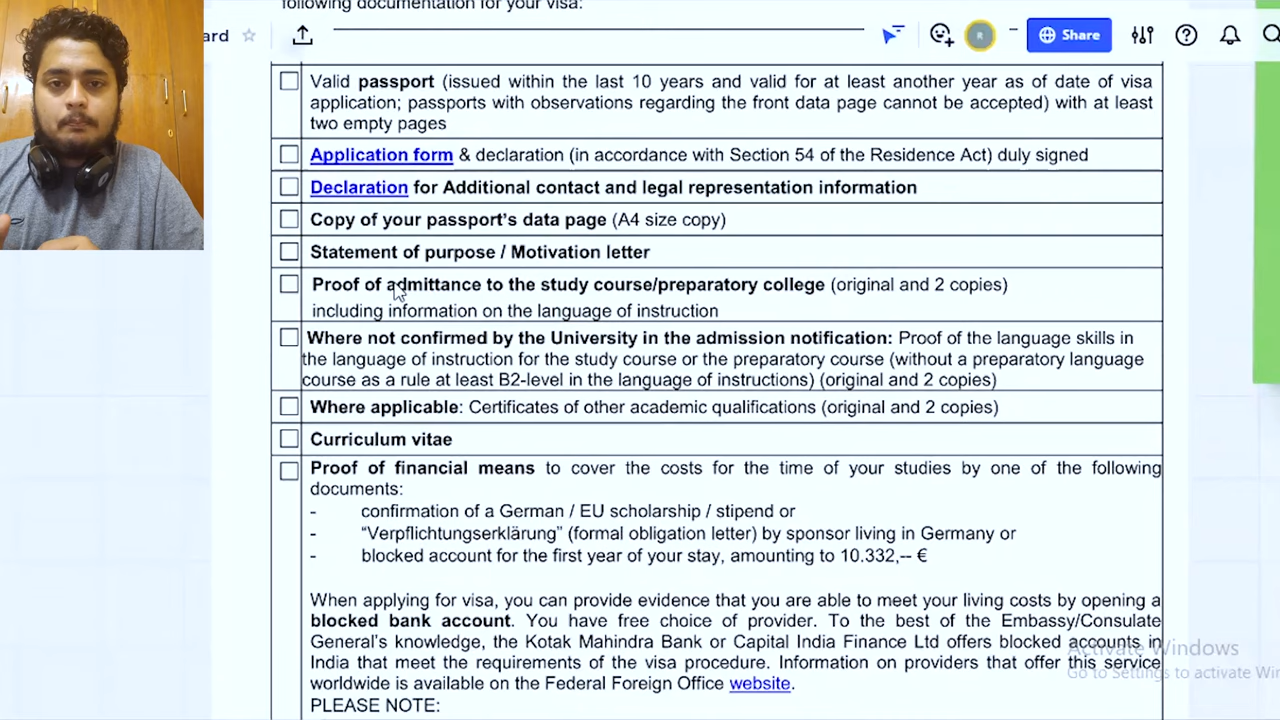 following documentation for your visa:
ard
R
Share
Valid passport (issued within the last 10 years and valid for at least another year as of date of visa
application; passports with observations regarding the front data page cannot be accepted) with at least
two empty pages
Application form & declaration (in accordance with Section 54 of the Residence Act) duly signed
Declaration for Additional contact and legal representation information
Copy of your passport's data page (A4 size copy)
Statement of purpose / Motivation letter
Proof of admittance to the study course/preparatory college (original and 2 copies)
including information on the language of instruction
Where not confirmed by the University in the admission notification: Proof of the language skills in
the language of instruction for the study course or the preparatory course (without a preparatory language
course as a rule at least B2-level in the language of instructions) (original and 2 copies)
Where applicable: Certificates of other academic qualifications (original and 2 copies)
Curriculum vitae
Proof of financial means to cover the costs for the time of your studies by one of the following
documents:
- confirmation of a German / EU scholarship / stipend or
- “Verpflichtungserklärung” (formal obligation letter) by sponsor living in Germany or
- blocked account for the first year of your stay, amounting to 10.332,-- €
When applying for visa, you can provide evidence that you are able to meet your living costs by opening a
blocked bank account. You have free choice of provider. To the best of the Embassy/Consulate
General's knowledge, the Kotak Mahindra Bank or Capital India Finance Ltd offers blocked accounts in
India that meet the requirements of the visa procedure. Information on providers that offer this service
worldwide is available on the Federal Foreign Office website.
PLEASE NOTE:
Activate Windows
Go to Settings to activate Win